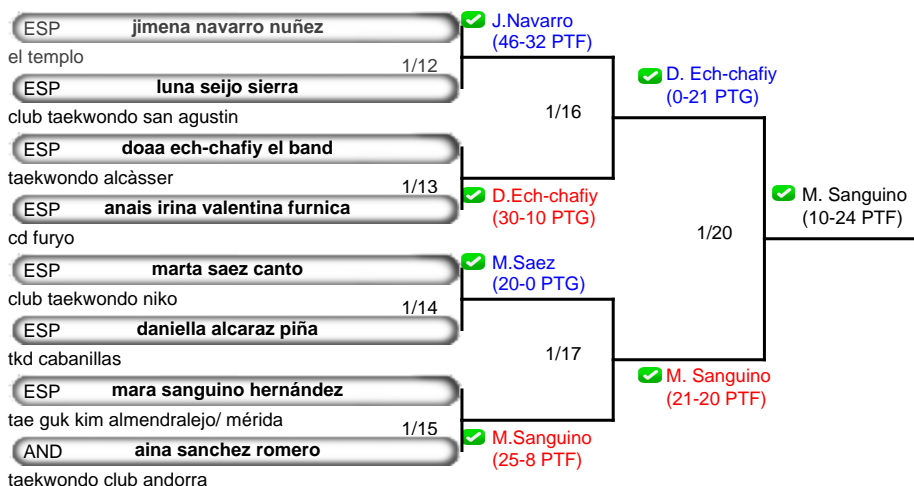 ESP jimena navarro nuñez
el templo
1/12
ESP luna seijo sierra
club taekwondo san agustin
J.Navarro
(46-32 PTF)
ESP doaa ech-chafiy el band
taekwondo alcàsser
1/13
ESP anais irina valentina furnica
cd furyo
D.Ech-chafiy
(30-10 PTG)
1/16
D. Ech-chafiy
(0-21 PTG)
ESP marta saez canto
club taekwondo niko
1/14
ESP daniella alcaraz piña
tkd cabanillas
M.Saez
(20-0 PTG)
ESP mara sanguino hernández
tae guk kim almendralejo/ mérida
1/15
AND aina sanchez romero
taekwondo club andorra
M.Sanguino
(25-8 PTF)
1/17
M. Sanguino
(21-20 PTF)
1/20
M. Sanguino
(10-24 PTF)